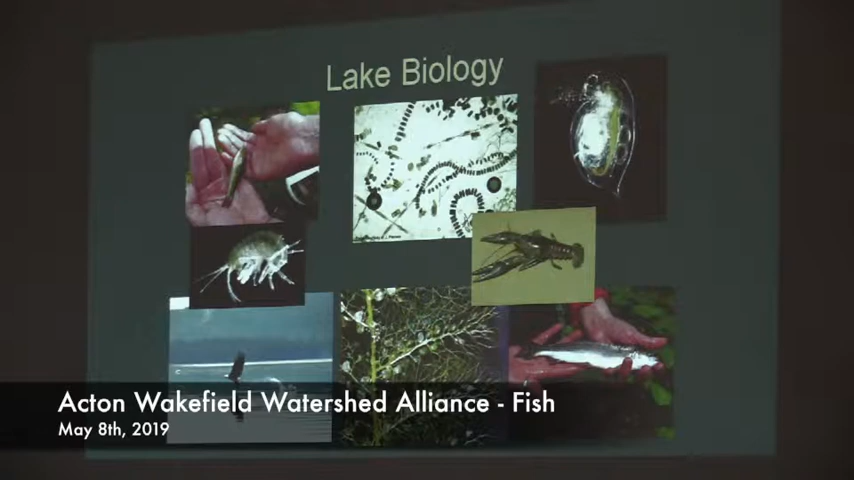 Lake Biology
Acton Wakefield Watershed Alliance - Fish
May 8th, 2019